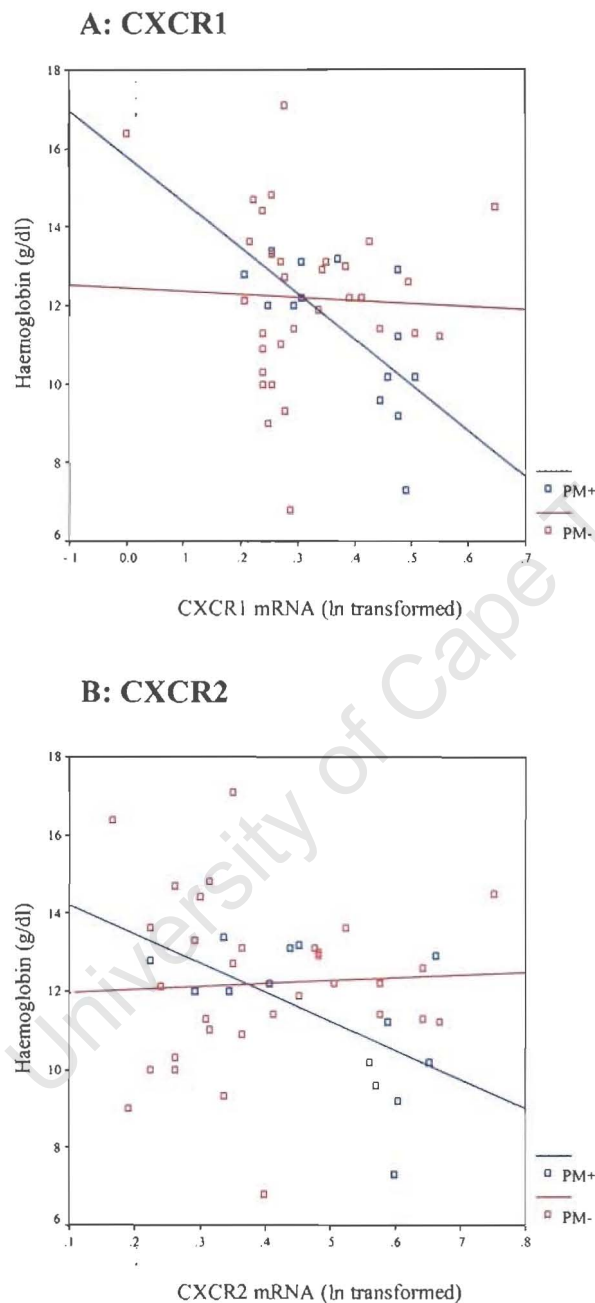 A: CXCR1
18
16
14
12
10
8
6
Haemoglobin (g/dl)
-.1
0.0
.1
.2
.3
.4
.5
.6
.7
CXCR1 mRNA (ln transformed)
PM+
PM-
B: CXCR2
18
16
14
12
10
8
6
Haemoglobin (g/dl)
.1
.2
.3
.4
.5
.6
.7
.8
CXCR2 mRNA (ln transformed)
PM+
PM-
University of Cape T